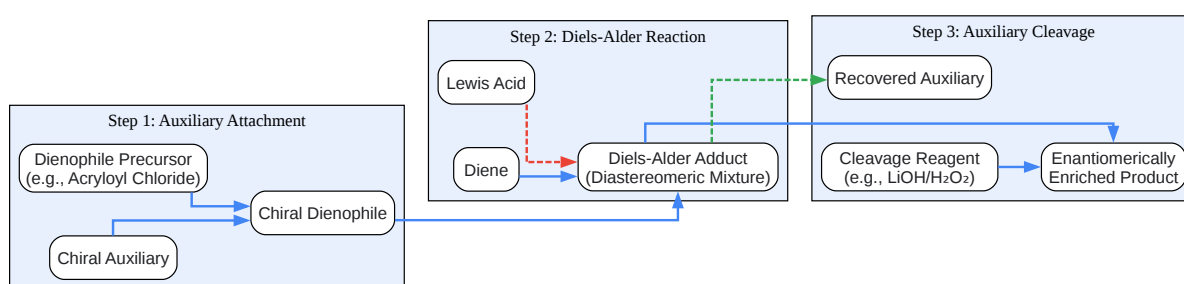 Step 1: Auxiliary Attachment
Dienophile Precursor
(e.g., Acryloyl Chloride)
Chiral Auxiliary
Chiral Dienophile
Step 2: Diels-Alder Reaction
Lewis Acid
Diene
Diels-Alder Adduct
(Diastereomeric Mixture)
Step 3: Auxiliary Cleavage
Recovered Auxiliary
Cleavage Reagent
(e.g., LiOH/H₂O₂)
Enantiomerically
Enriched Product